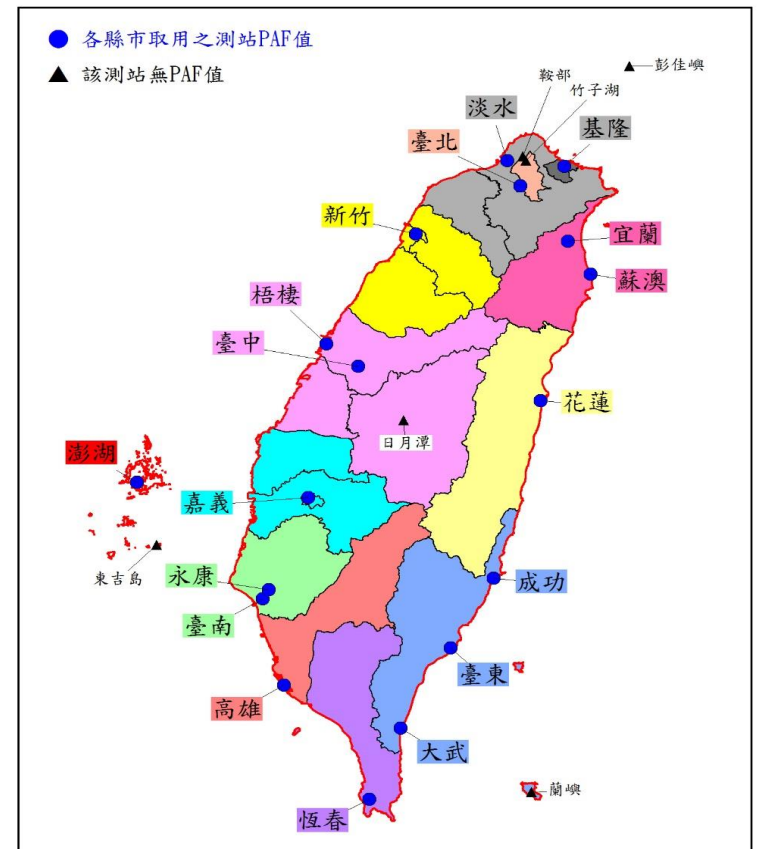 各縣市取用之測站PAF值
該測站無PAF值
彭佳嶼
鞍部
竹子湖
淡水
基隆
臺北
新竹
宜蘭
蘇澳
梧棲
臺中
花蓮
日月潭
澎湖
嘉義
東吉島
永康
成功
臺南
臺東
高雄
大武
蘭嶼
恆春